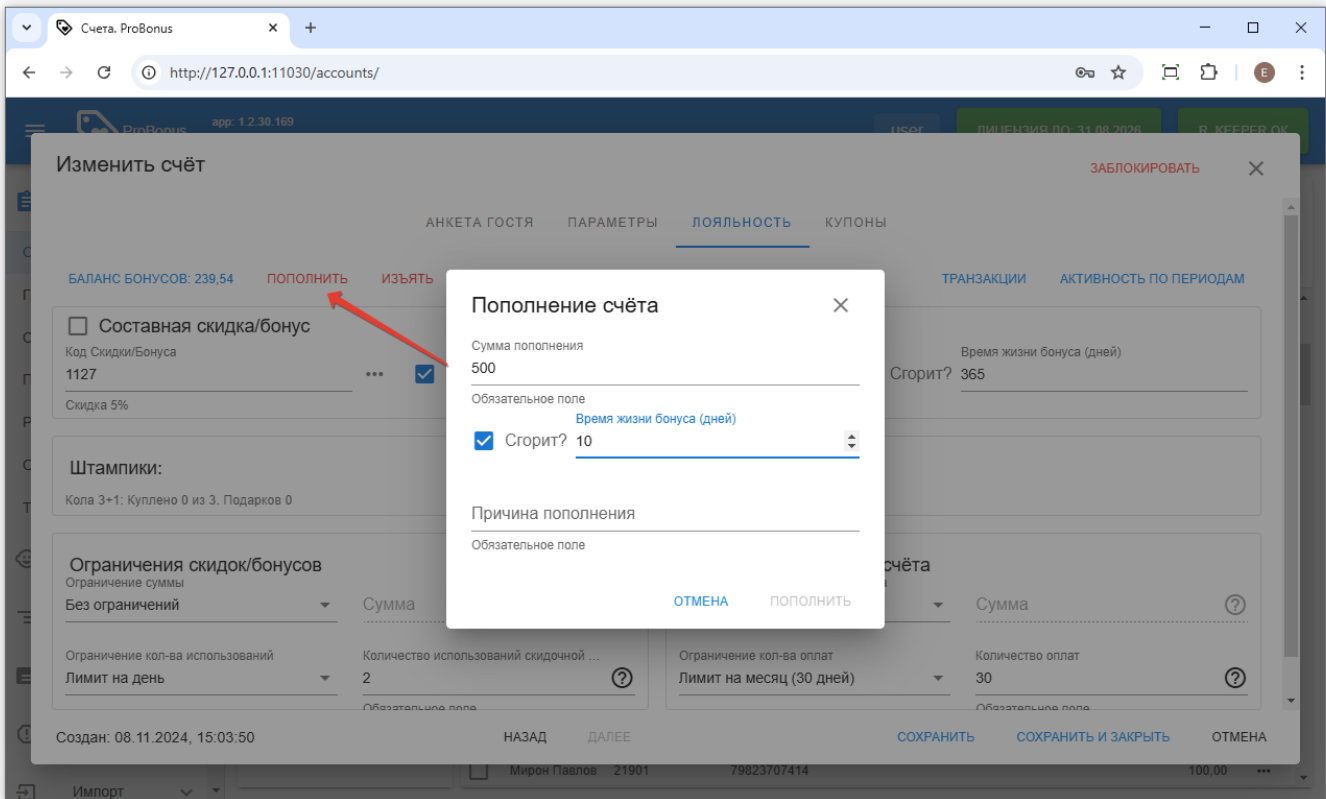 Счета. ProBonus
http://127.0.0.1:11030/accounts/
E
ProBonus app: 1.2.30.169 user ЛИЦЕНЗИЯ ДО: 31.08.2026 R_KEEPER OK
Изменить счёт ЗАБЛОКИРОВАТЬ
АНКЕТА ГОСТЯ ПАРАМЕТРЫ ЛОЯЛЬНОСТЬ КУПОНЫ
БАЛАНС БОНУСОВ: 239,54 ПОПОЛНИТЬ ИЗЪЯТЬ ТРАНЗАКЦИИ АКТИВНОСТЬ ПО ПЕРИОДАМ
Составная скидка/бонус
Код Скидки/Бонуса
1127
Скидка 5%
Сгорит?
Время жизни бонуса (дней)
365
Пополнение счёта
Сумма пополнения
500
Обязательное поле
Время жизни бонуса (дней)
Сгорит? 10
Причина пополнения
Обязательное поле
ОТМЕНА ПОПОЛНИТЬ
Штампики:
Кола 3+1: Куплено 0 из 3. Подарков 0
Ограничения скидок/бонусов
Ограничение суммы
Без ограничений Сумма
Ограничение кол-ва использований Количество использований скидочной ...
Лимит на день 2
Обязательное поле
счёта
Сумма
Ограничение кол-ва оплат Количество оплат
Лимит на месяц (30 дней) 30
Обязательное поле
Создан: 08.11.2024, 15:03:50 НАЗАД ДАЛЕЕ СОХРАНИТЬ СОХРАНИТЬ И ЗАКРЫТЬ ОТМЕНА
Мирон Павлов 21901 79823707414 100,00
Импорт